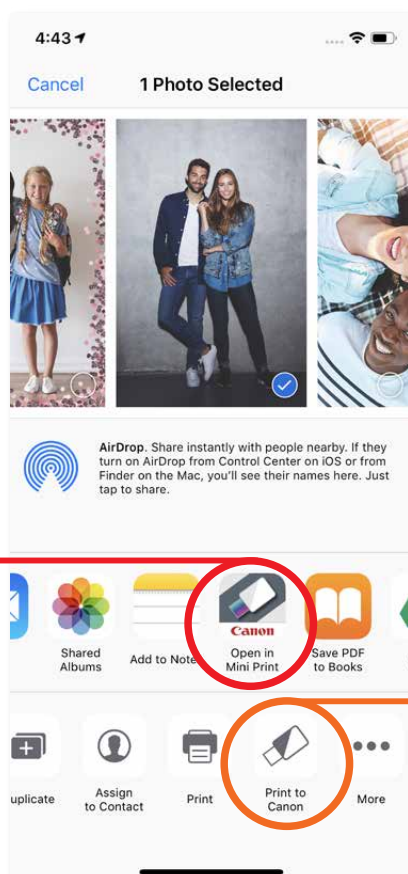 4:43
Cancel
1 Photo Selected
AirDrop. Share instantly with people nearby. If they
turn on AirDrop from Control Center on iOS or from
Finder on the Mac, you'll see their names here. Just
tap to share.
Canon
Shared
Albums
Add to Note
Open in
Mini Print
Save PDF
to Books
uplicate
Assign
to Contact
Print
Print to
Canon
More